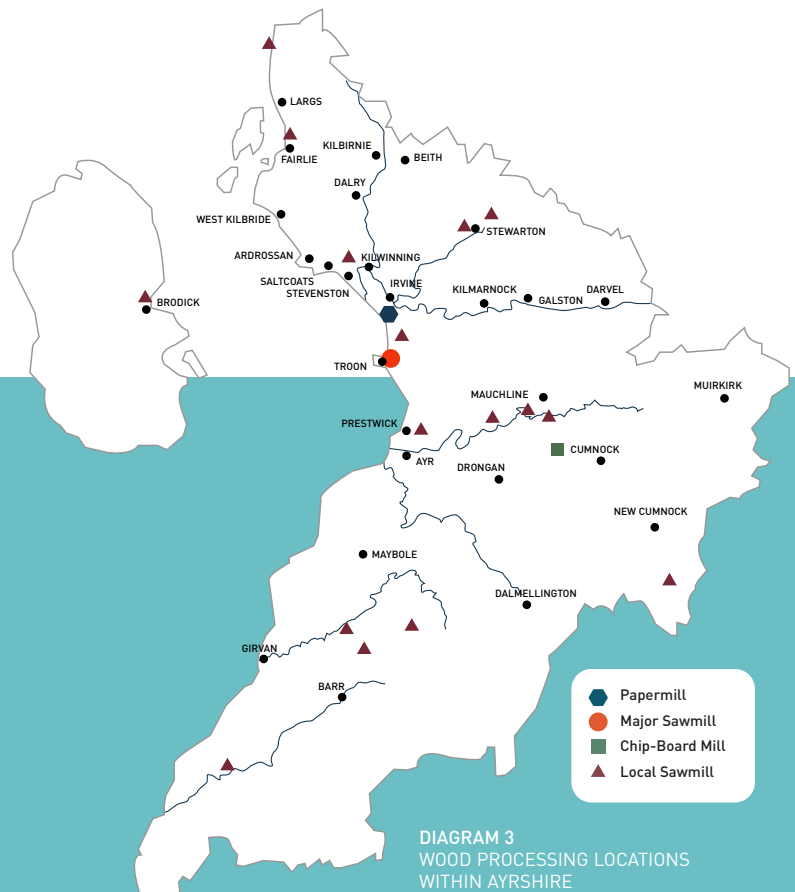 LARGS
FAIRLIE
KILBIRNIE
BEITH
DALRY
WEST KILBRIDE
STEWARTON
ARDROSSAN
KILWINNING
SALTCOATS
STEVENSTON
IRVINE
KILMARNOCK
GALSTON
DARVEL
BRODICK
TROON
MUIRKIRK
MAUCHLINE
PRESTWICK
CUMNOCK
AYR
DRONGAN
NEW CUMNOCK
MAYBOLE
DALMELLINGTON
GIRVAN
BARR
Papermill
Major Sawmill
Chip-Board Mill
Local Sawmill
DIAGRAM 3
WOOD PROCESSING LOCATIONS
WITHIN AYRSHIRE